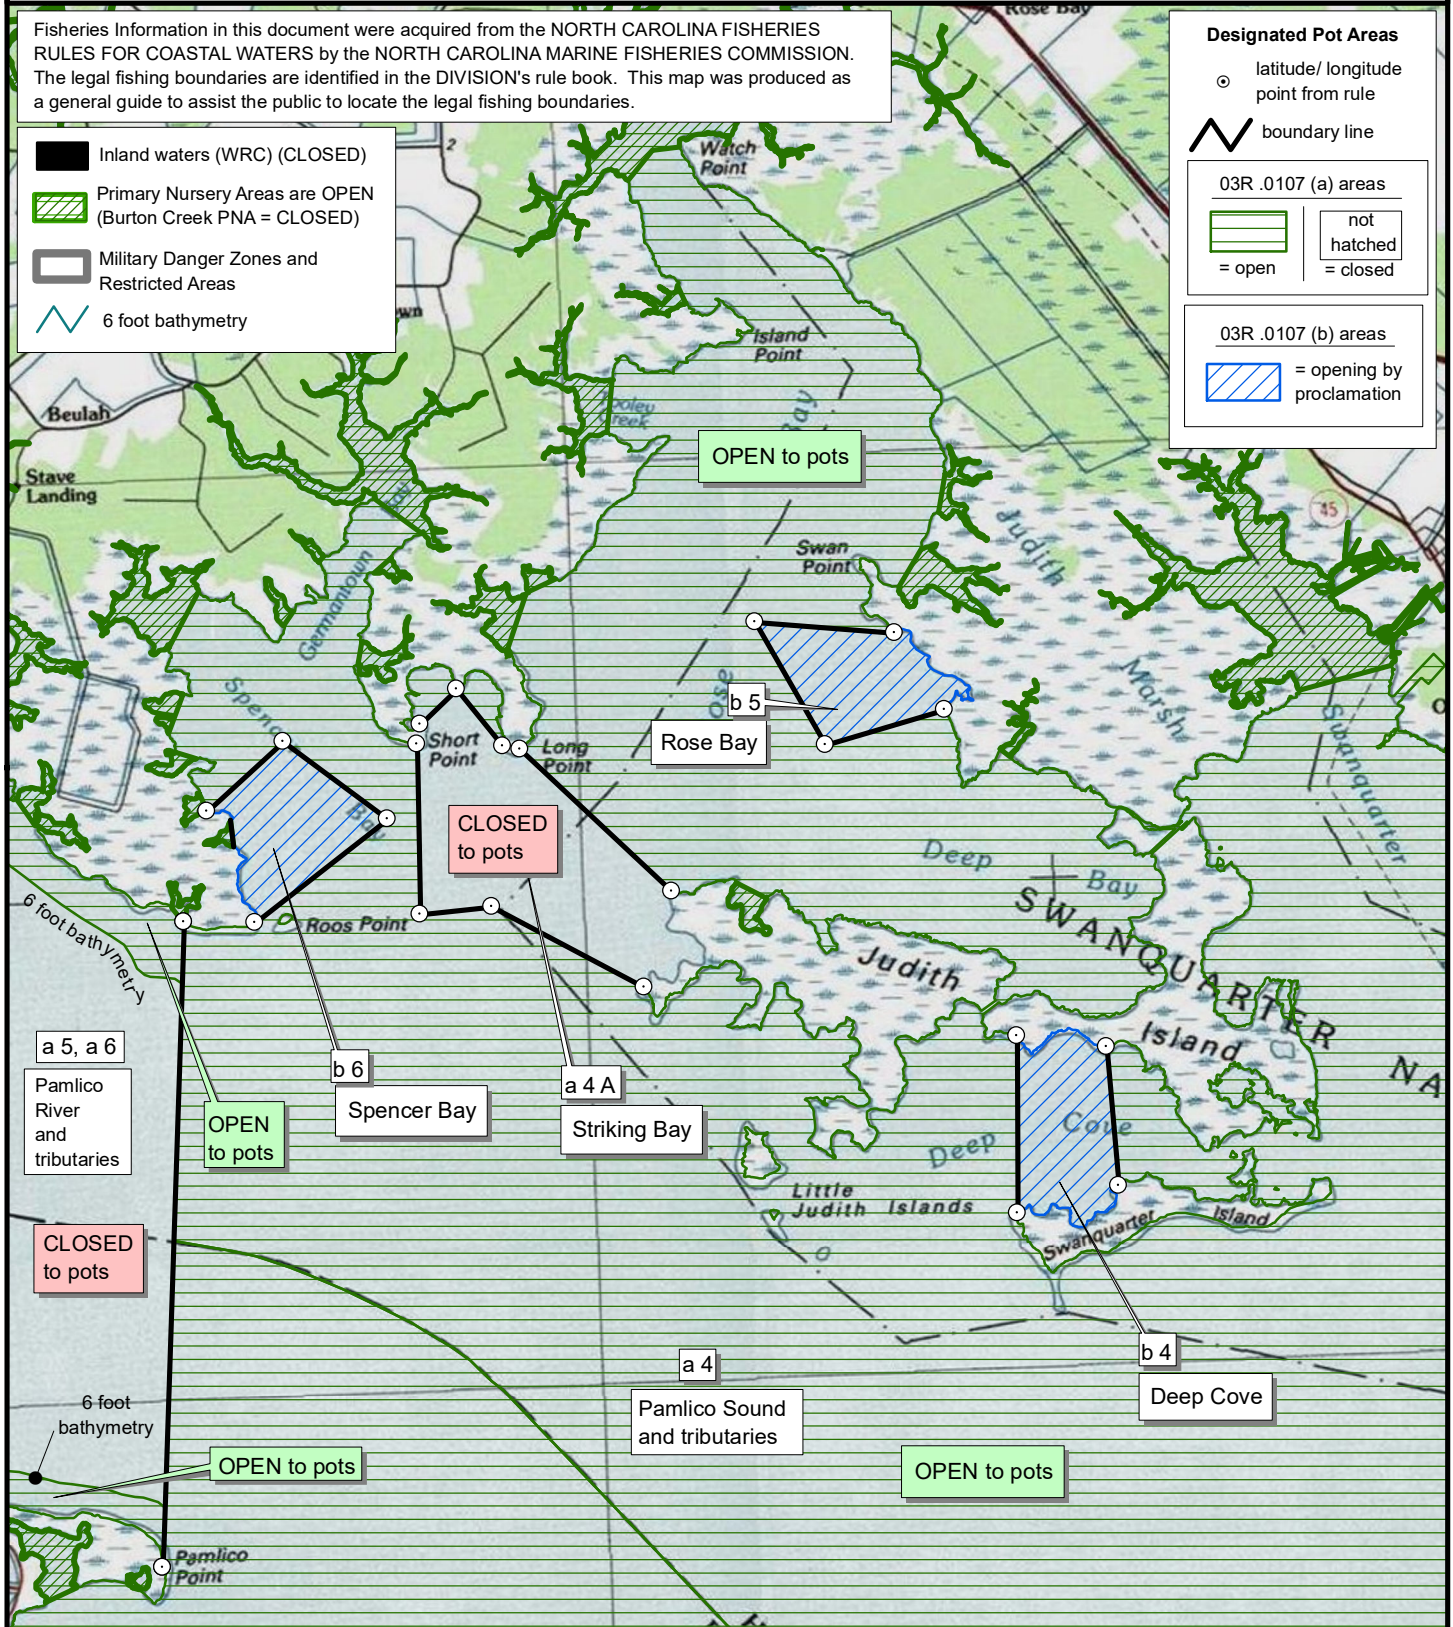 Rose Bay
Fisheries Information in this document were acquired from the NORTH CAROLINA FISHERIES
RULES FOR COASTAL WATERS by the NORTH CAROLINA MARINE FISHERIES COMMISSION.
The legal fishing boundaries are identified in the DIVISION's rule book. This map was produced as
a general guide to assist the public to locate the legal fishing boundaries.
Designated Pot Areas
latitude/ longitude
point from rule
boundary line
03R .0107 (a) areas
= open
not
hatched
= closed
03R .0107 (b) areas
= opening by
proclamation
Inland waters (WRC) (CLOSED)
Primary Nursery Areas are OPEN
(Burton Creek PNA = CLOSED)
Military Danger Zones and
Restricted Areas
6 foot bathymetry
2
Watch
Point
Island
Point
Beulah
Stave
Landing
Bay
OPEN to pots
45
Swan
Point
Judith
Marsh
Germantown
Spencer
Bay
b 5
Rose Bay
Short
Point
Long
Point
CLOSED
to pots
Swanquarter
Deep
Bay
SWANQUARTER
NA
6 foot bathymetry
Roos Point
Judith
Island
a 5, a 6
Pamlico
River
and
tributaries
OPEN
to pots
b 6
Spencer Bay
a 4 A
Striking Bay
Deep
Cove
Little
Judith Islands
Swanquarter
Island
CLOSED
to pots
a 4
Pamlico Sound
and tributaries
b 4
Deep Cove
6 foot
bathymetry
OPEN to pots
OPEN to pots
Pamlico
Point